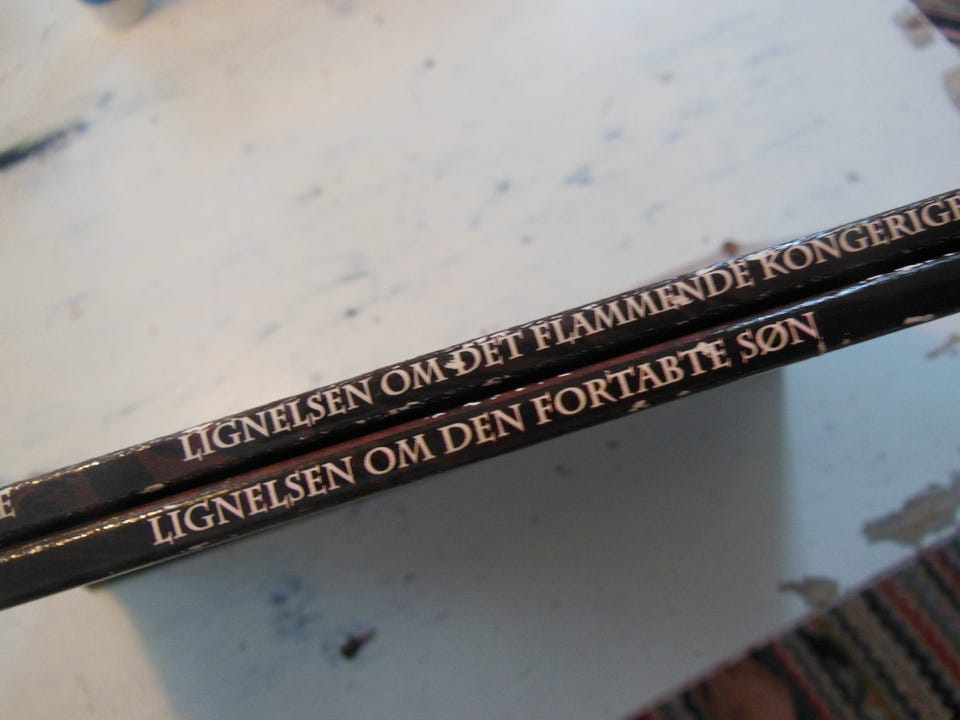 LIGNELSEN OM DET FLAMMENDE KONGERIGE
LIGNELSEN OM DEN FORTABTE SØN